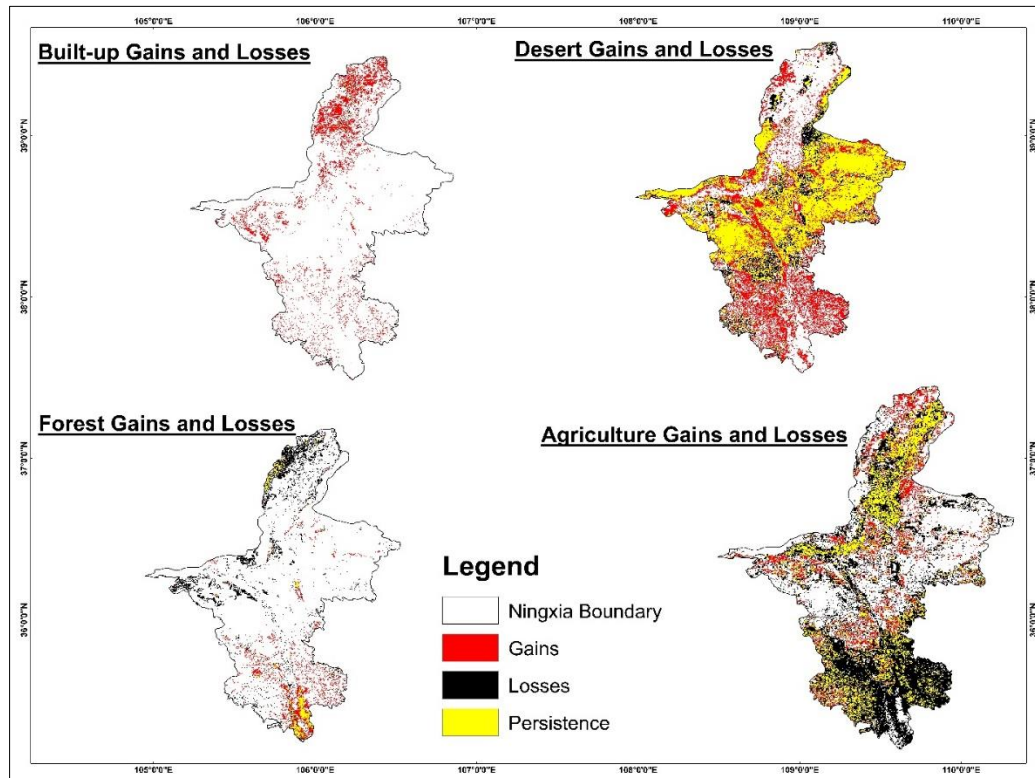 105°0'0"E 106°0'0"E 107°0'0"E 108°0'0"E 109°0'0"E 110°0'0"E
Built-up Gains and Losses
Desert Gains and Losses
39°0'0"N
38°0'0"N
Forest Gains and Losses
Agriculture Gains and Losses
37°0'0"N
36°0'0"N
Legend
Ningxia Boundary
Gains
Losses
Persistence
105°0'0"E 106°0'0"E 107°0'0"E 108°0'0"E 109°0'0"E 110°0'0"E